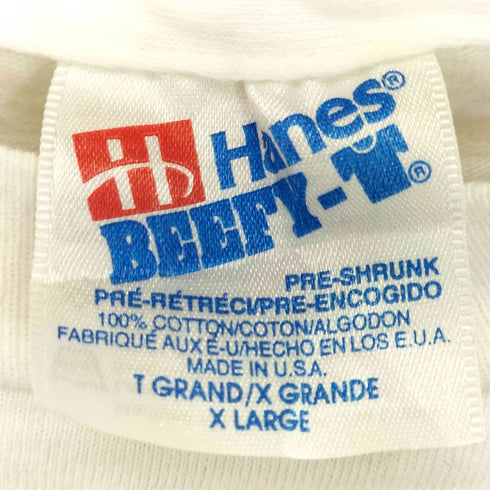 H Hanes®
BEEFY-T®
PRE-SHRUNK
PRÉ-RÉTRÉCI/PRE-ENCOGIDO
100% COTTON/COTON/ALGODON
FABRIQUÉ AUX É-U/HECHO EN LOS E.U.A.
MADE IN U.S.A.
T GRAND/X GRANDE
X LARGE